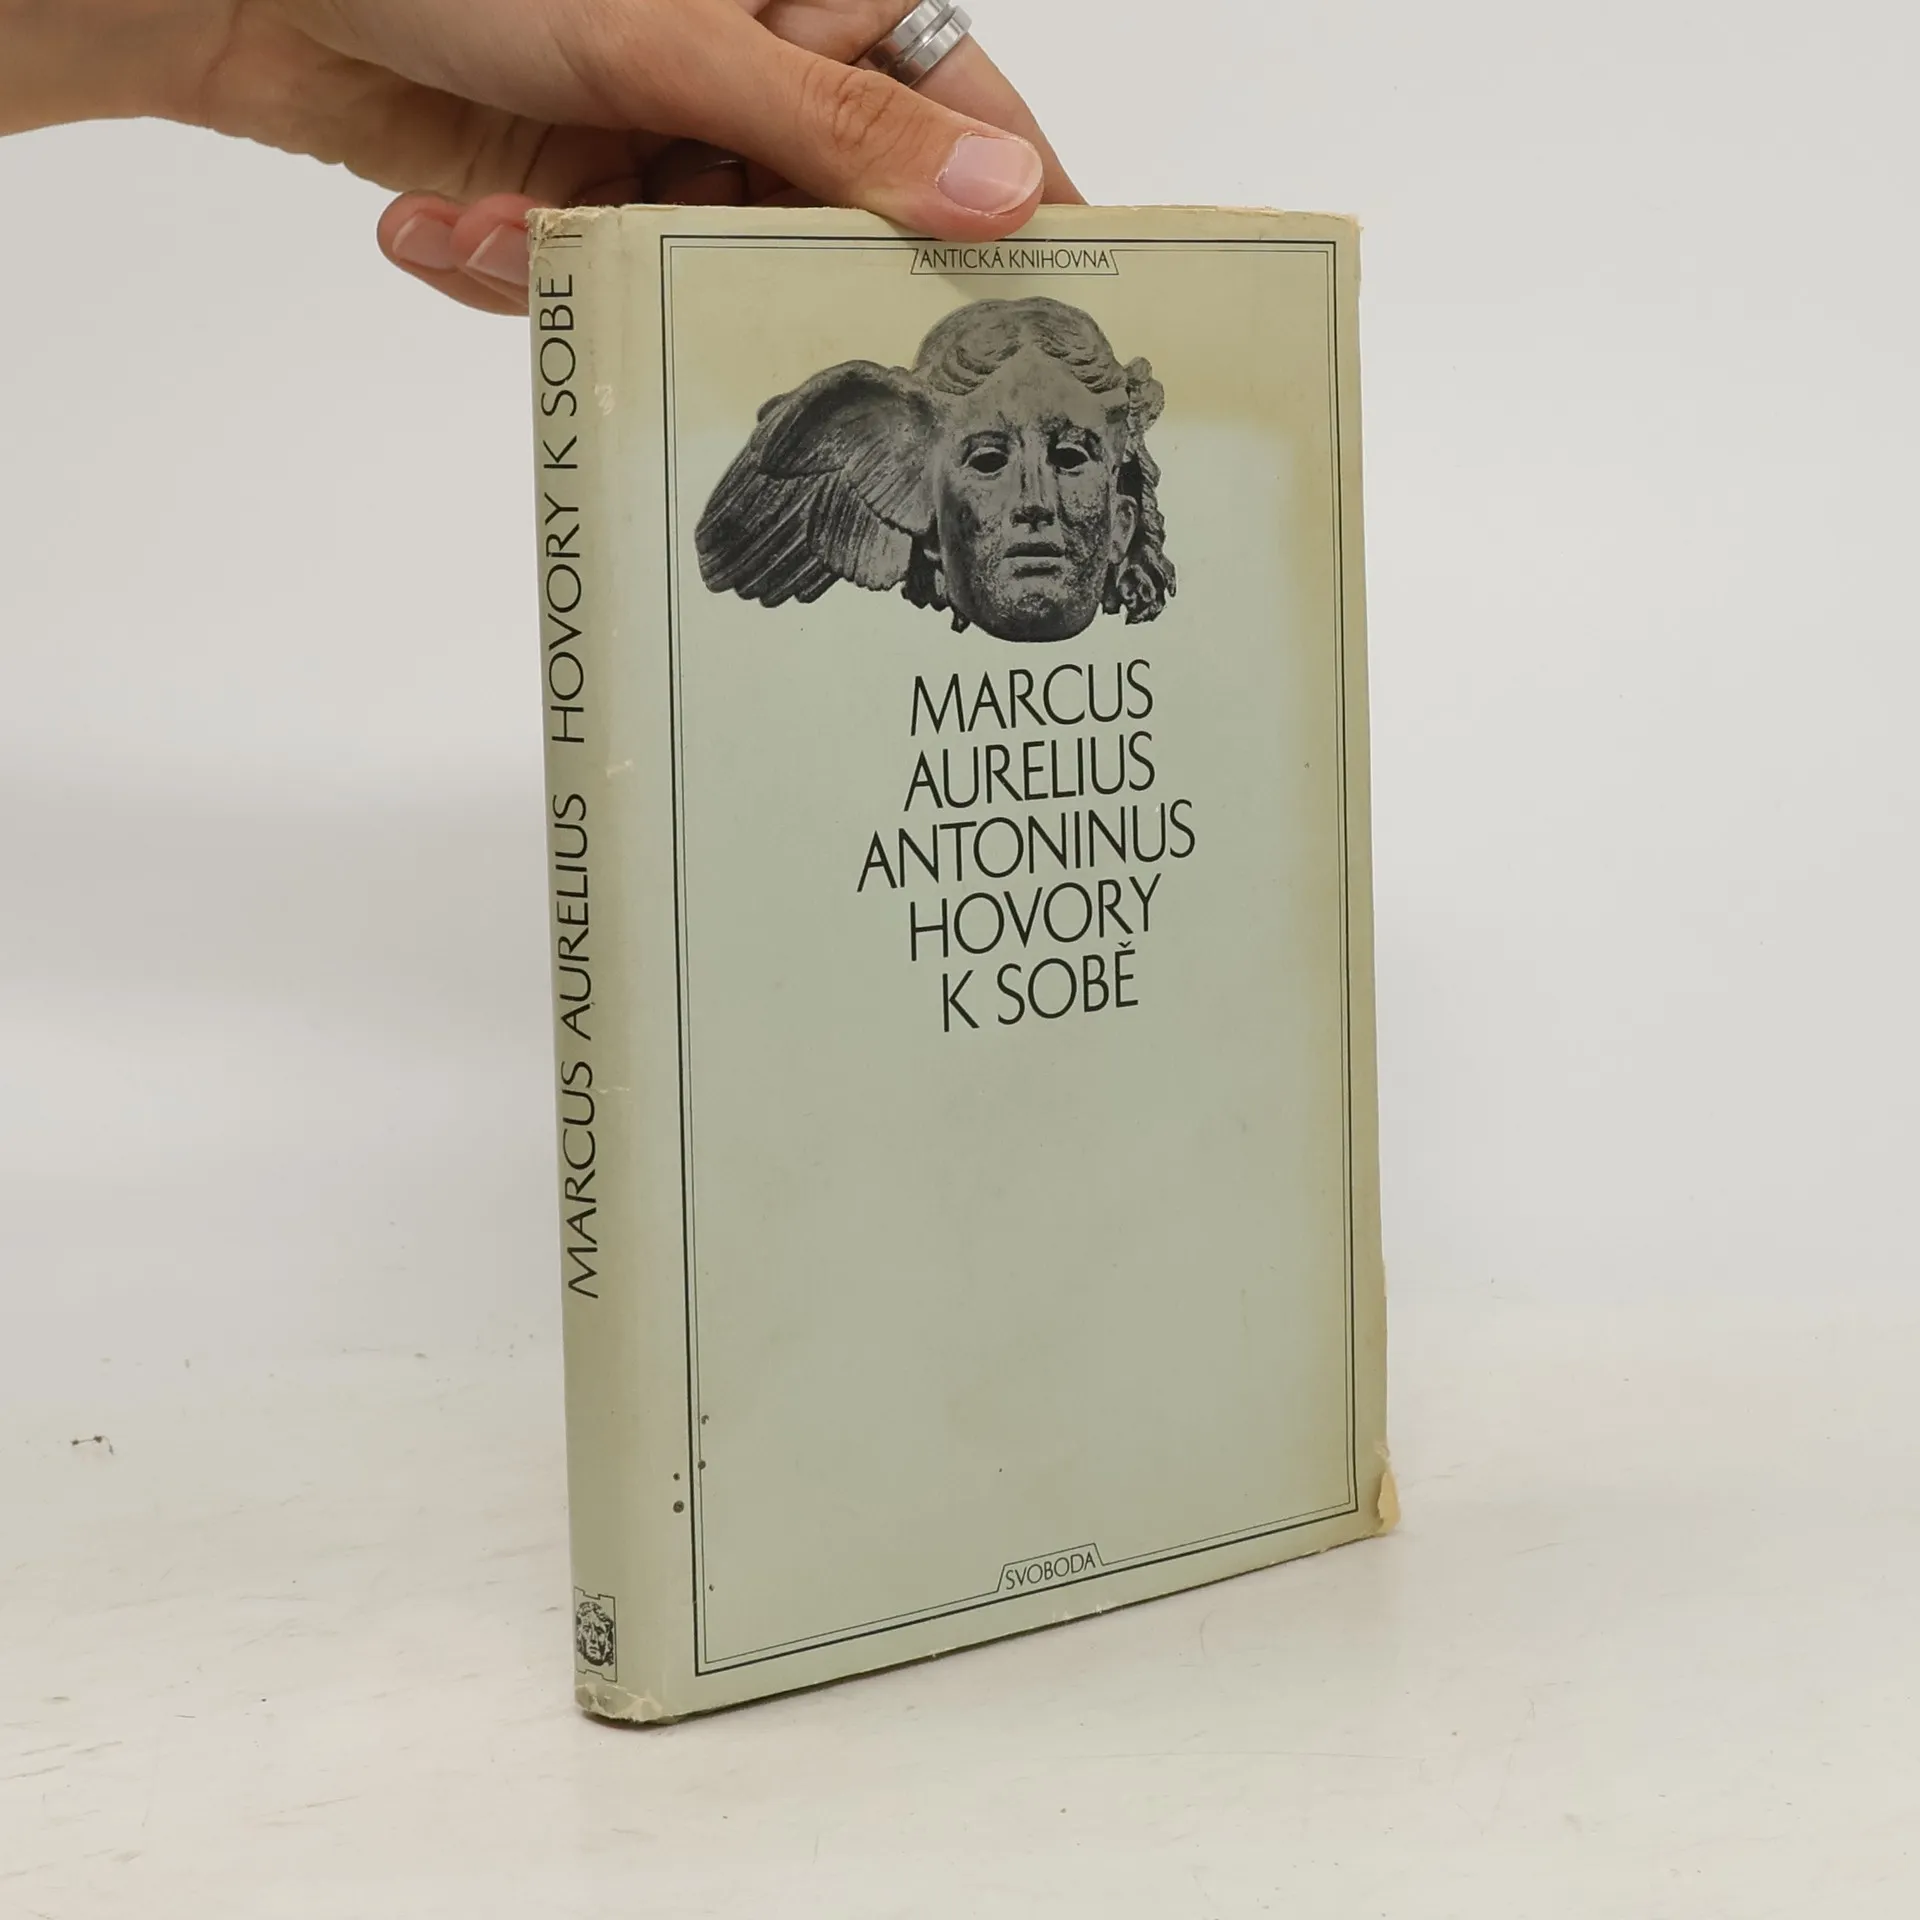 MARCUS AURELIUS HOVORY K SOBĚ
ANTICKÁ KNIHOVNA
MARCUS
AURELIUS
ANTONINUS
HOVORY
K SOBĚ
SVOBODA